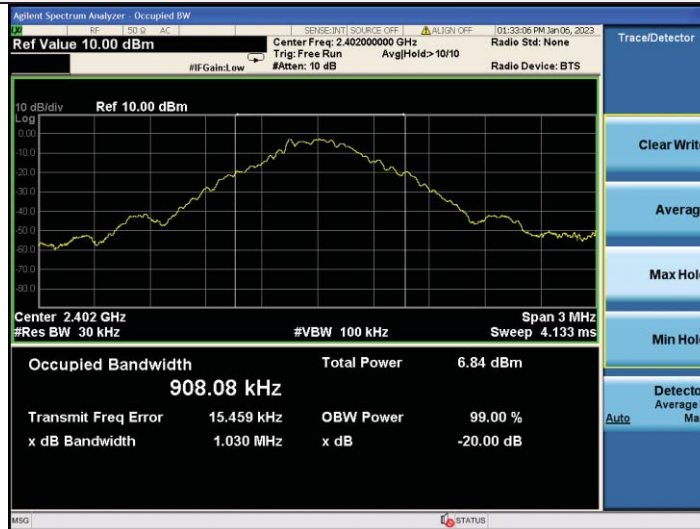 Agilent Spectrum Analyzer - Occupied BW
RF 50 Ω AC SENSE:INT SOURCE OFF ALIGN OFF 01:33:06 PM Jan 06, 2023
Ref Value 10.00 dBm
Center Freq: 2.402000000 GHz
Radio Std: None
Trig: Free Run Avg|Hold:>10/10
#IFGain:Low #Atten: 10 dB Radio Device: BTS
Trace/Detector
10 dB/div Ref 10.00 dBm
Log
0.00
-10.0
-20.0
-30.0
-40.0
-50.0
-60.0
-70.0
-80.0
Center 2.402 GHz Span 3 MHz
#Res BW 30 kHz #VBW 100 kHz Sweep 4.133 ms
Occupied Bandwidth Total Power 6.84 dBm
908.08 kHz
Transmit Freq Error 15.459 kHz OBW Power 99.00 %
x dB Bandwidth 1.030 MHz x dB -20.00 dB
Clear Writ
Averag
Max Hol
Min Hol
Detecto
Average
Auto Ma
MSG STATUS